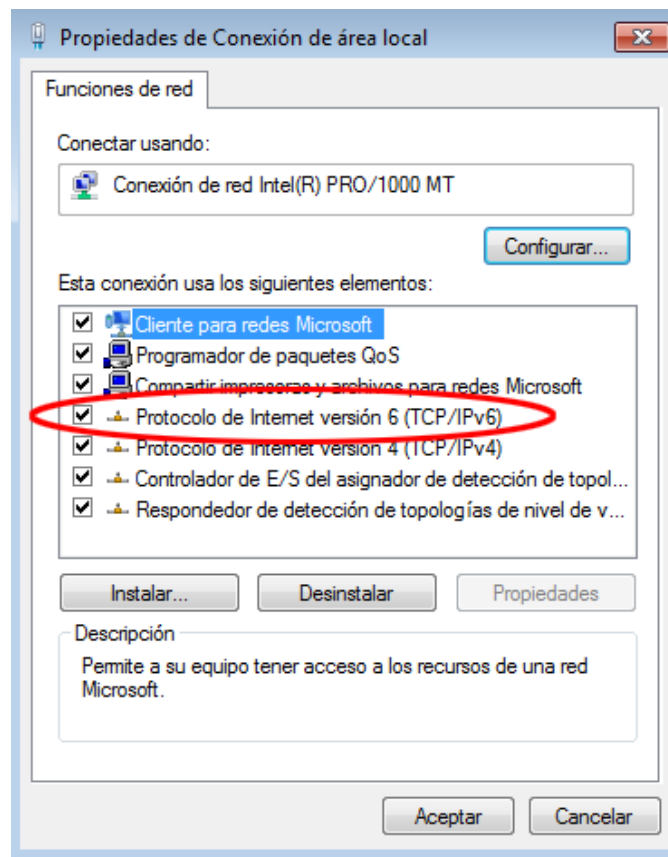 Propiedades de Conexión de área local
Funciones de red
Conectar usando:
Conexión de red Intel(R) PRO/1000 MT
Configurar...
Esta conexión usa los siguientes elementos:
Cliente para redes Microsoft
Programador de paquetes QoS
Compartir impresoras y archivos para redes Microsoft
Protocolo de Internet versión 6 (TCP/IPv6)
Protocolo de Internet versión 4 (TCP/IPv4)
Controlador de E/S del asignador de detección de topol...
Respondedor de detección de topologías de nivel de v...
Instalar... Desinstalar Propiedades
Descripción
Permite a su equipo tener acceso a los recursos de una red
Microsoft.
Aceptar Cancelar